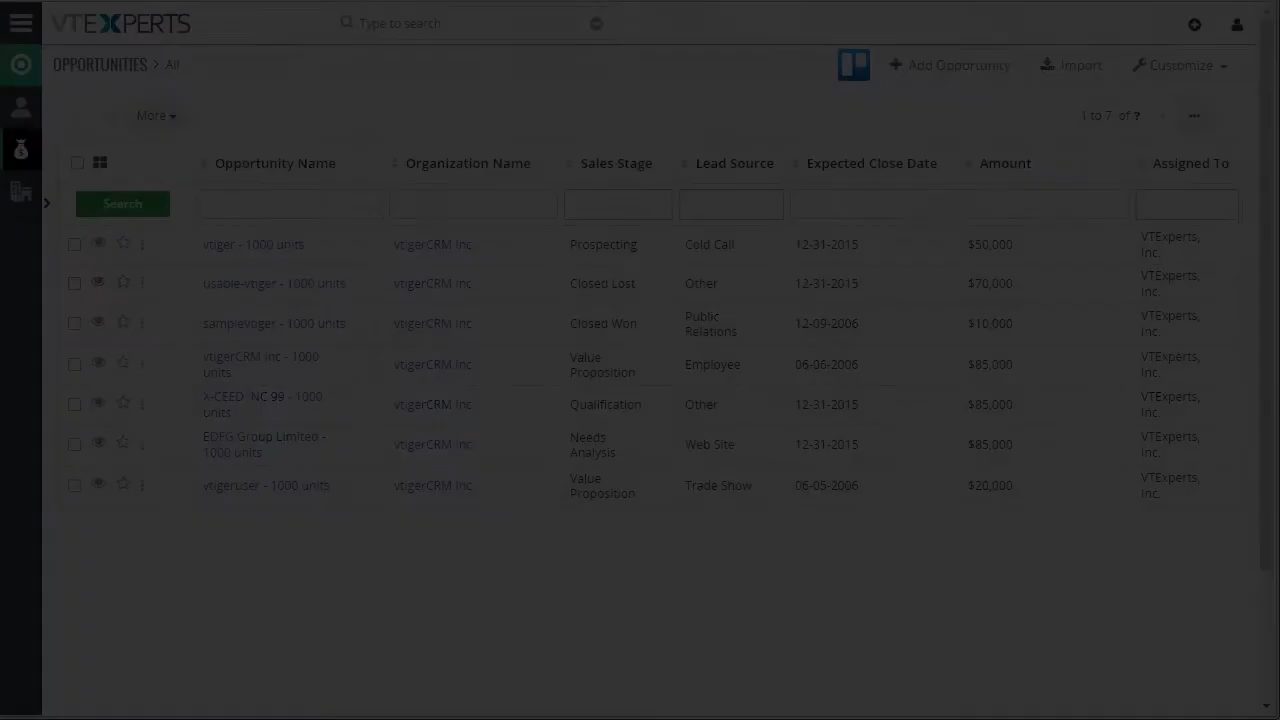 VTEXPERTS
Type to search
OPPORTUNITIES > All
Add Opportunity
Import
Customize
More
1 to 7 of ?
Opportunity Name
Organization Name
Sales Stage
Lead Source
Expected Close Date
Amount
Assigned To
Search
vtiger - 1000 units
vtigerCRM Inc
Prospecting
Cold Call
12-31-2015
$50,000
VTExperts,
Inc.
usable-vtiger - 1000 units
vtigerCRM Inc
Closed Lost
Other
12-31-2015
$70,000
VTExperts,
Inc.
samplevtiger - 1000 units
vtigerCRM Inc
Closed Won
Public
Relations
12-09-2006
$10,000
VTExperts,
Inc.
vtigerCRM Inc - 1000
units
vtigerCRM Inc
Value
Proposition
Employee
06-06-2006
$85,000
VTExperts,
Inc.
X-CEED INC 99 - 1000
units
vtigerCRM Inc
Qualification
Other
12-31-2015
$85,000
VTExperts,
Inc.
EDFG Group Limited -
1000 units
vtigerCRM Inc
Needs
Analysis
Web Site
12-31-2015
$85,000
VTExperts,
Inc.
vtigeruser - 1000 units
vtigerCRM Inc
Value
Proposition
Trade Show
06-05-2006
$20,000
VTExperts,
Inc.